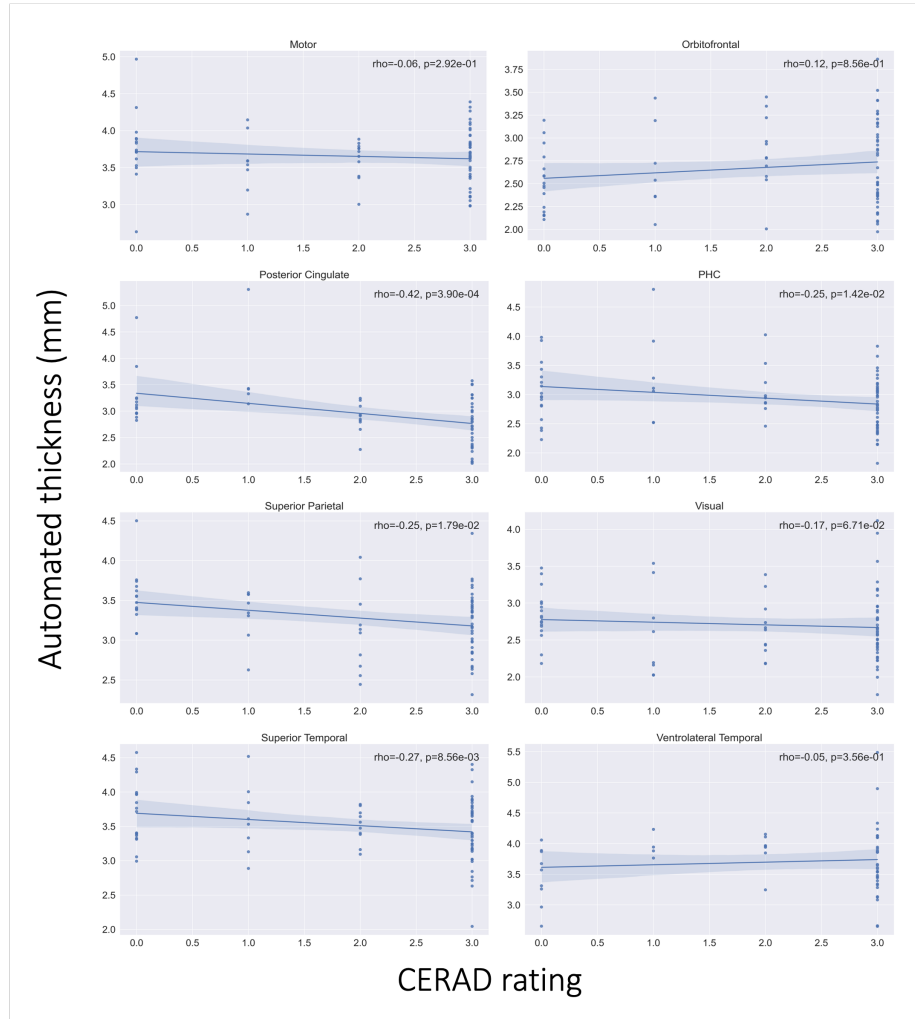 Motor
rho=-0.06, p=2.92e-01
5.0
4.5
4.0
3.5
3.0
0.0 0.5 1.0 1.5 2.0 2.5 3.0
Orbitofrontal
rho=0.12, p=8.56e-01
3.75
3.50
3.25
3.00
2.75
2.50
2.25
2.00
0.0 0.5 1.0 1.5 2.0 2.5 3.0
Posterior Cingulate
rho=-0.42, p=3.90e-04
5.0
4.5
4.0
3.5
3.0
2.5
2.0
0.0 0.5 1.0 1.5 2.0 2.5 3.0
PHC
rho=-0.25, p=1.42e-02
4.5
4.0
3.5
3.0
2.5
2.0
0.0 0.5 1.0 1.5 2.0 2.5 3.0
Automated thickness (mm)
Superior Parietal
rho=-0.25, p=1.79e-02
4.5
4.0
3.5
3.0
2.5
0.0 0.5 1.0 1.5 2.0 2.5 3.0
Visual
rho=-0.17, p=6.71e-02
4.0
3.5
3.0
2.5
2.0
0.0 0.5 1.0 1.5 2.0 2.5 3.0
Superior Temporal
rho=-0.27, p=8.56e-03
4.5
4.0
3.5
3.0
2.5
2.0
0.0 0.5 1.0 1.5 2.0 2.5 3.0
Ventrolateral Temporal
rho=-0.05, p=3.56e-01
5.5
5.0
4.5
4.0
3.5
3.0
0.0 0.5 1.0 1.5 2.0 2.5 3.0
CERAD rating